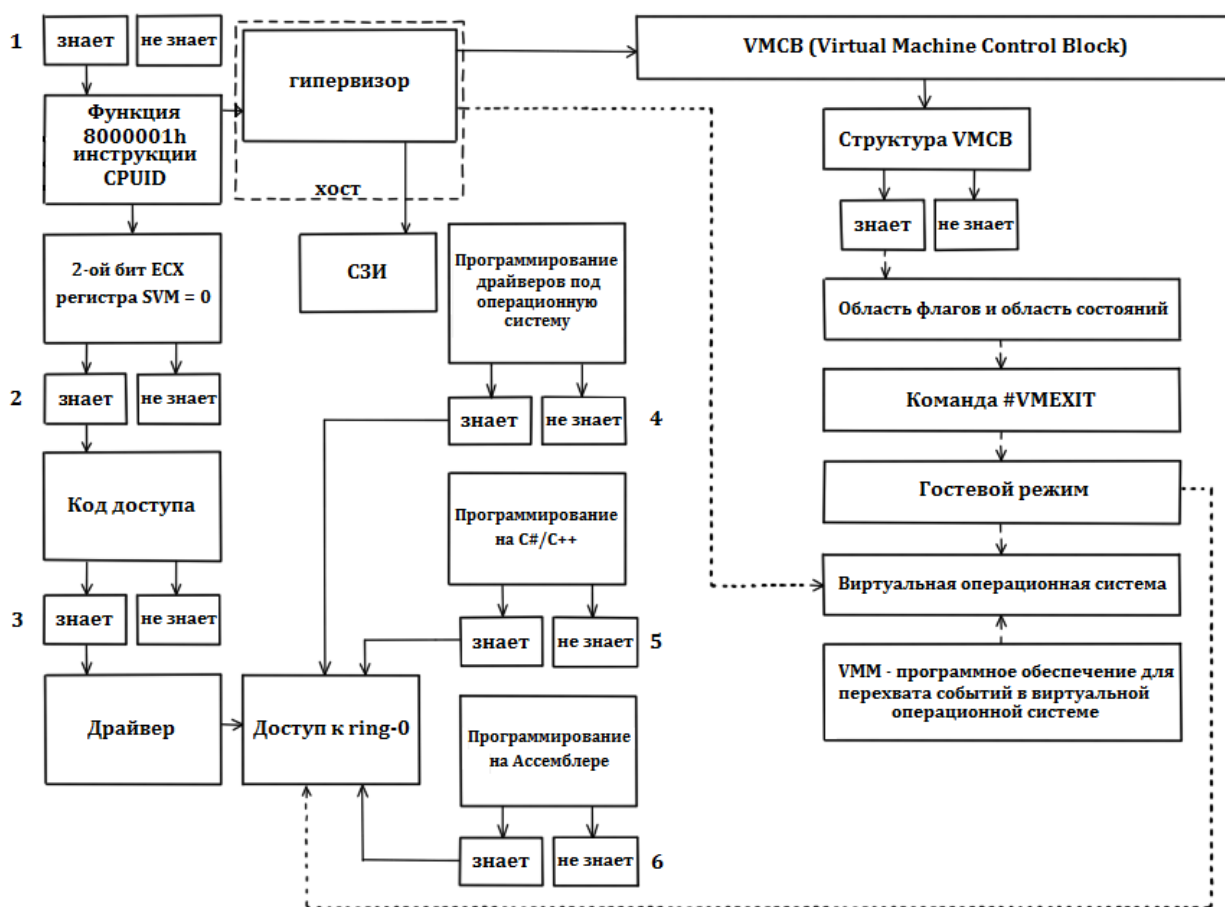 1
знает
не знает
Функция
8000001h
инструкции
CPUID
гипервизор
хост
VMCB (Virtual Machine Control Block)
Структура VMCB
знает
не знает
2-ой бит ECX
регистра SVM = 0
СЗИ
Программирование
драйверов под
операционную
систему
Область флагов и область состояний
2
знает
не знает
знает
не знает
4
Команда #VMEXIT
Код доступа
Программирование
на C#/C++
Гостевой режим
Виртуальная операционная система
3
знает
не знает
знает
не знает
5
VMM - программное обеспечение для
перехвата событий в виртуальной
операционной системе
Драйвер
Доступ к ring-0
Программирование
на Ассемблере
знает
не знает
6